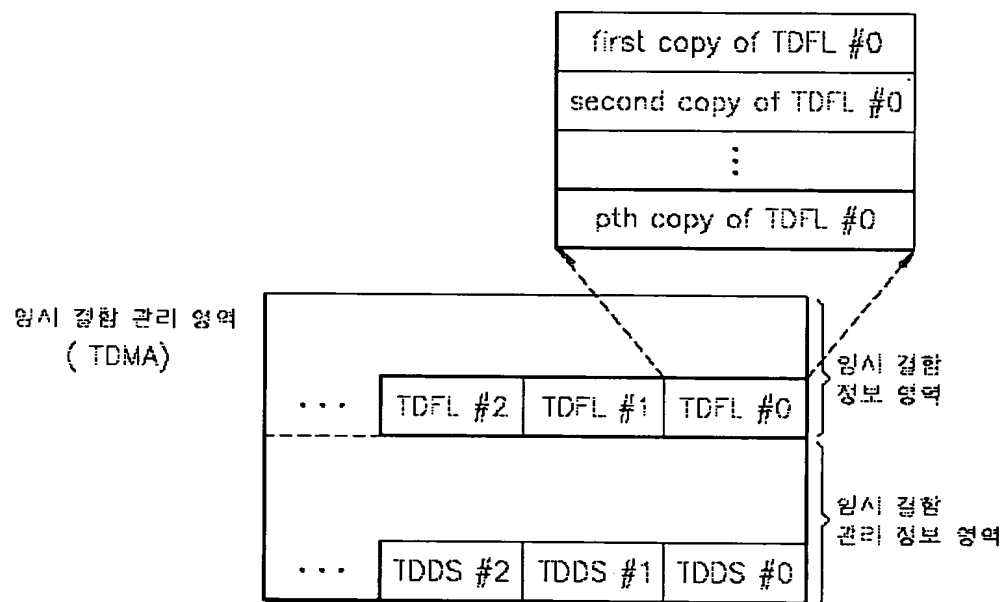 first copy of TDFL #0
second copy of TDFL #0
⋮
pth copy of TDFL #0
임시 결함 관리 영역
( TDMA)
임시 결함
정보 영역
... TDFL #2 TDFL #1 TDFL #0
임시 결함
관리 정보 영역
... TDDS #2 TDDS #1 TDDS #0